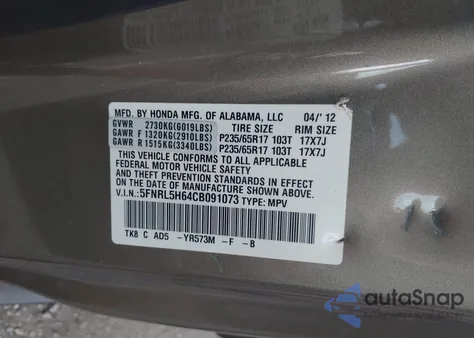 MFD. BY HONDA MFG. OF ALABAMA, LLC 04/'12
GVWR 2730KG(6019LBS) TIRE SIZE RIM SIZE
GAWR F 1320KG(2910LBS) P235/65R17 103T 17X7J
GAWR R 1515KG(3340LBS) P235/65R17 103T 17X7J
THIS VEHICLE CONFORMS TO ALL APPLICABLE
FEDERAL MOTOR VEHICLE SAFETY
STANDARDS IN EFFECT ON THE DATE OF
MANUFACTURE SHOWN ABOVE.
V.I.N.: 5FNRL5H64CB091073 TYPE: MPV
TK8 C AD5 -YR573M -F -B
autoSnap